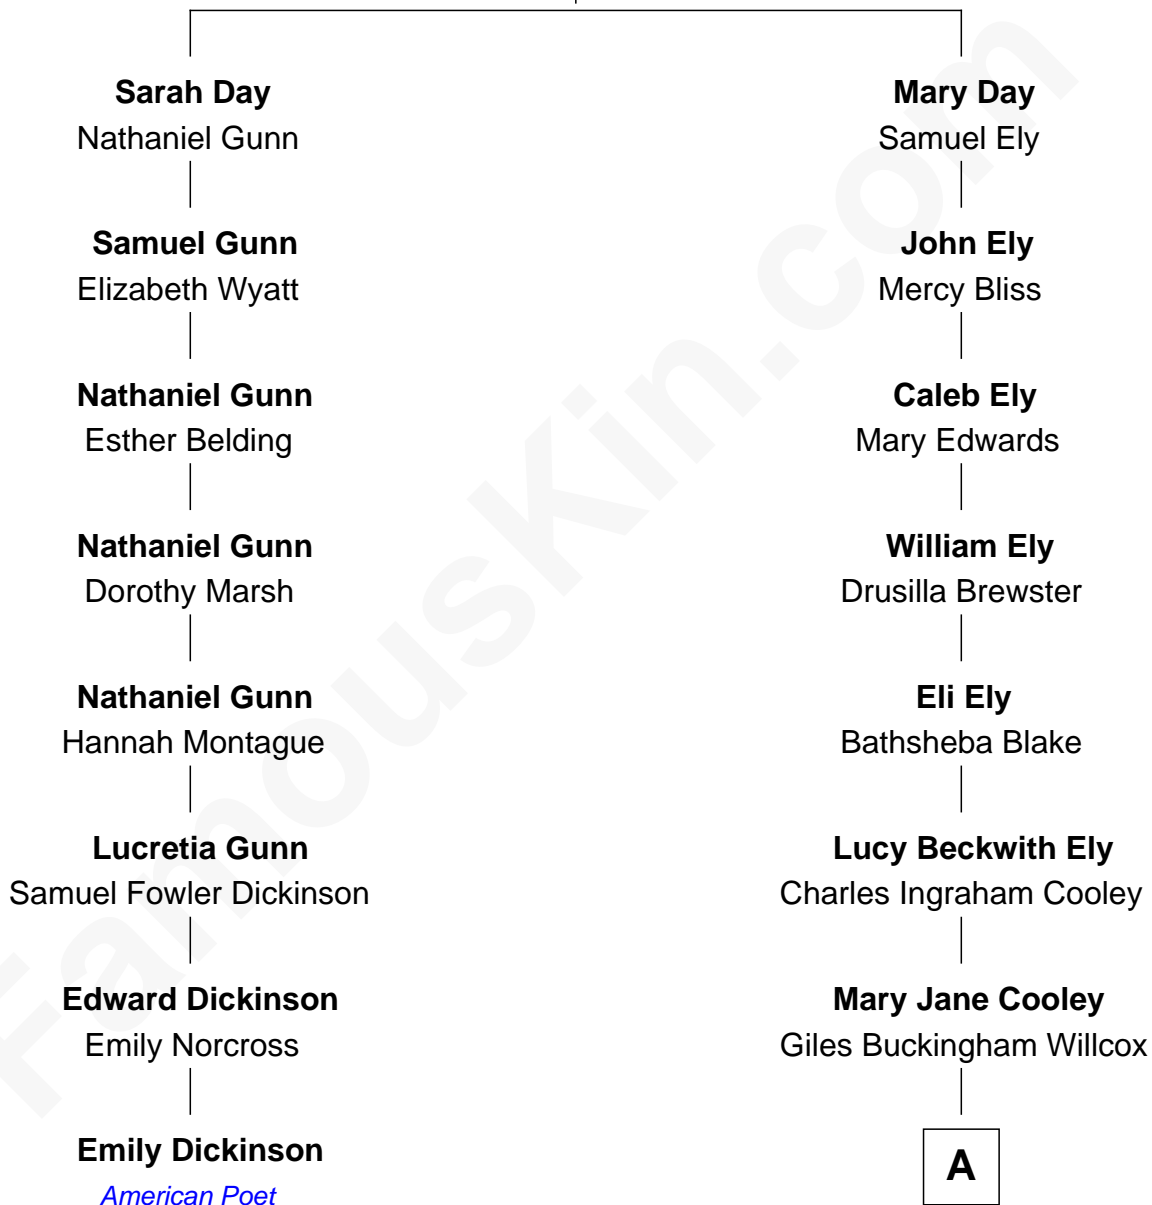 Sarah Day
Nathaniel Gunn
Samuel Gunn
Elizabeth Wyatt
Nathaniel Gunn
Esther Belding
Nathaniel Gunn
Dorothy Marsh
Nathaniel Gunn
Hannah Montague
Lucretia Gunn
Samuel Fowler Dickinson
Edward Dickinson
Emily Norcross
Emily Dickinson
American Poet
Mary Day
Samuel Ely
John Ely
Mercy Bliss
Caleb Ely
Mary Edwards
William Ely
Drusilla Brewster
Eli Ely
Bathsheba Blake
Lucy Beckwith Ely
Charles Ingraham Cooley
Mary Jane Cooley
Giles Buckingham Willcox
A
FamousKin.com